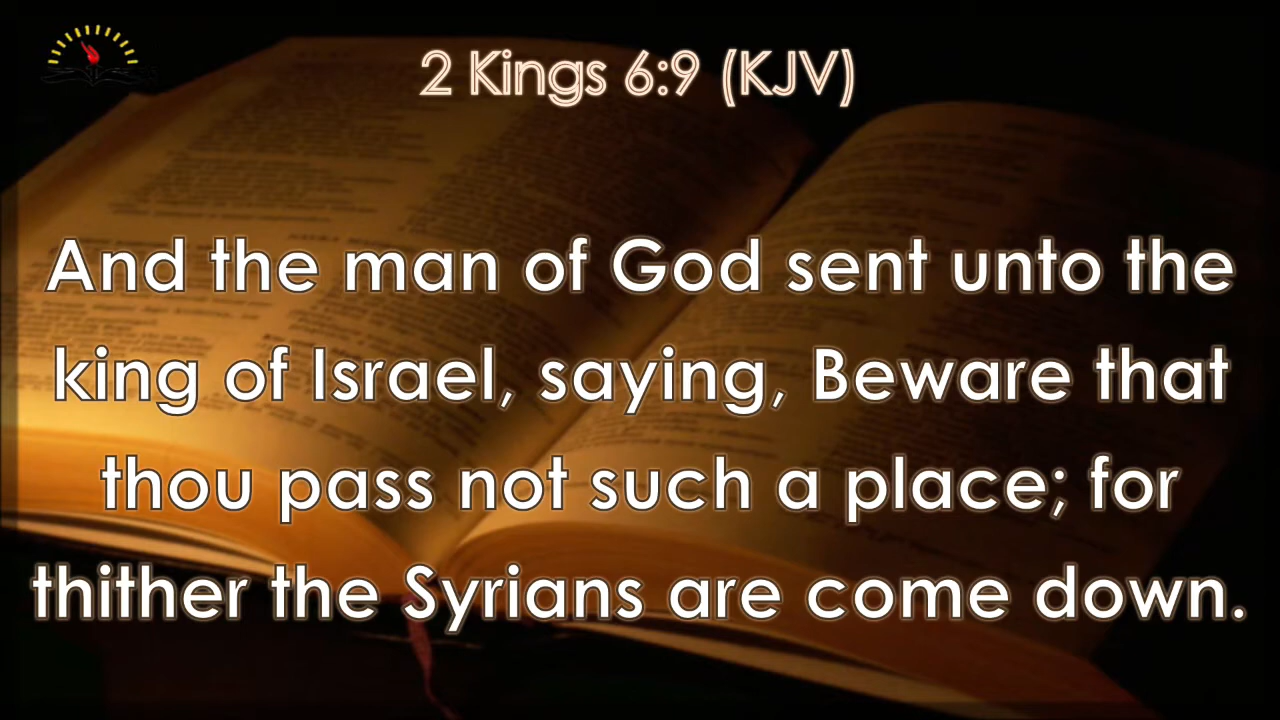 2 Kings 6:9 (KJV)
And the man of God sent unto the
king of Israel, saying, Beware that
thou pass not such a place; for
thither the Syrians are come down.